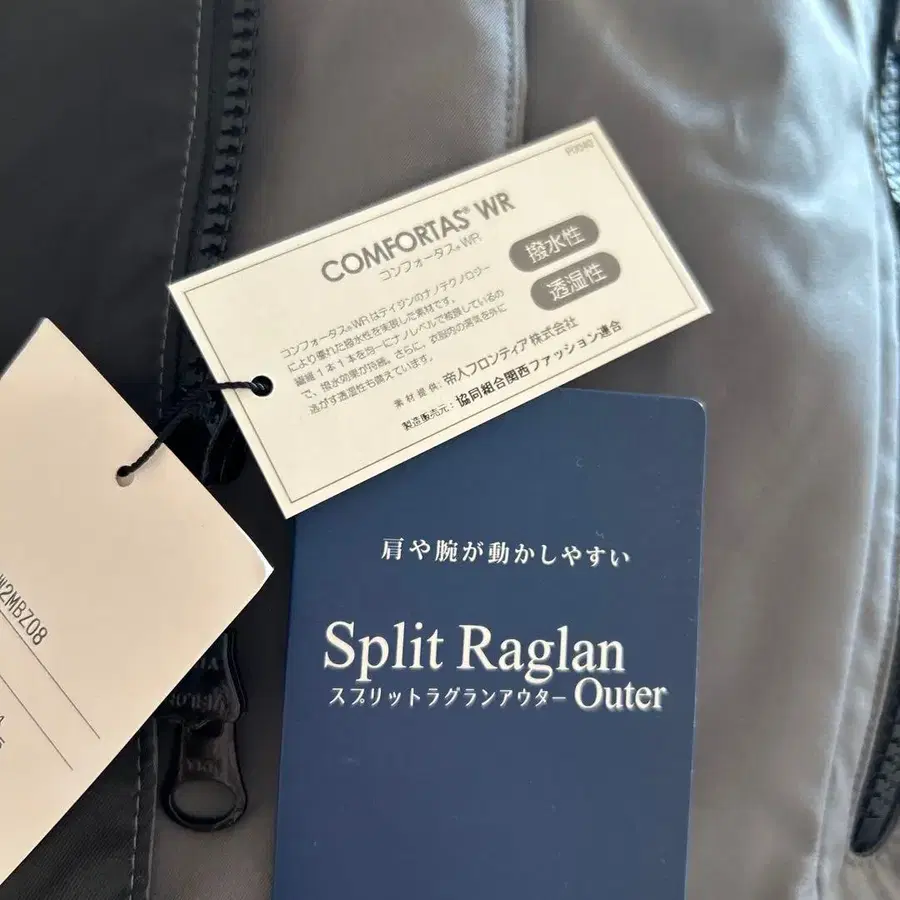 COMFORTAS® WR
コンフォータス®WR
撥水性
透湿性
コンフォータス®WRはテイジンのナノテクノロジー
により優れた撥水性を実現した素材です。
繊維1本1本を均一にナノレベルで被膜しているの
で、撥水効果が持続。さらに、衣服内の湿気を外に
逃がす透湿性も備えています。
素材提供:帝人フロンティア株式会社
製造販売元:協同組合関西ファッション連合
W2MBZ08
肩や腕が動かしやすい
Split Raglan
スプリットラグランアウター Outer